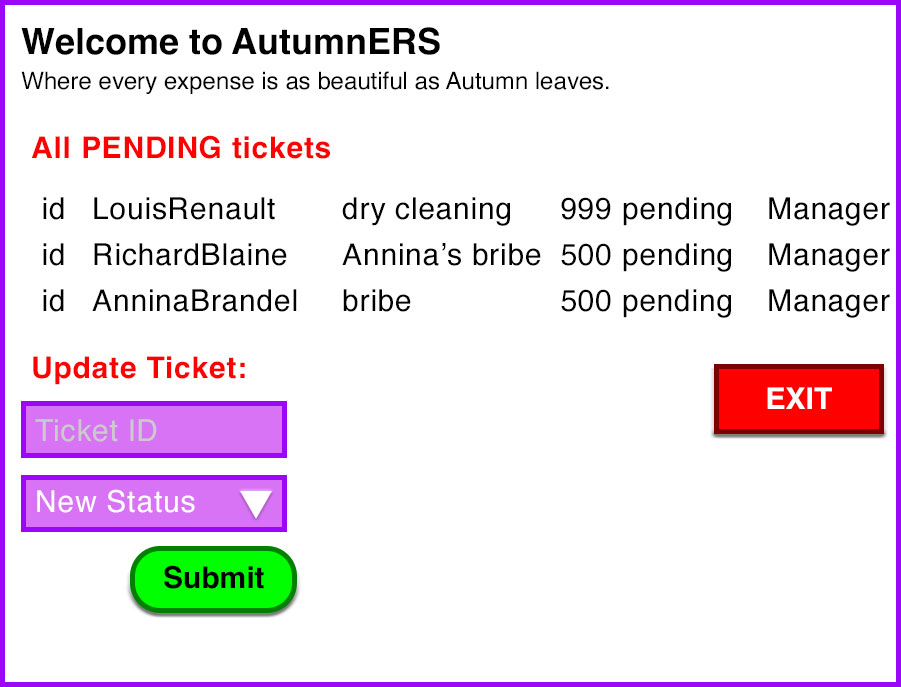 Welcome to AutumnERS
Where every expense is as beautiful as Autumn leaves.
All PENDING tickets
id LouisRenault dry cleaning 999 pending Manager
id RichardBlaine Annina’s bribe 500 pending Manager
id AnninaBrandel bribe 500 pending Manager
Update Ticket:
EXIT
Ticket ID
New Status
Submit